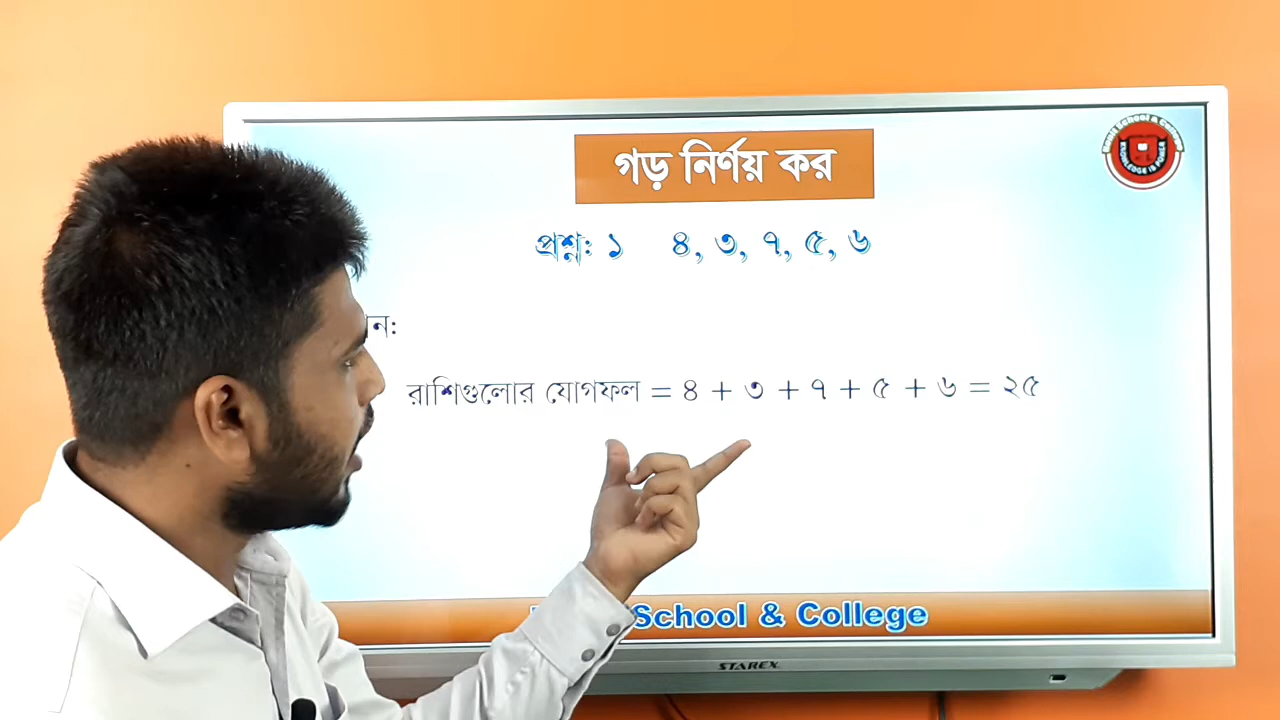 গড় নির্ণয় কর
প্রশ্ন: ১ ৪, ৩, ৭, ৫, ৬
রাশিগুলোর যোগফল = ৪ + ৩ + ৭ + ৫ + ৬ = ২৫
School & College
STAREX